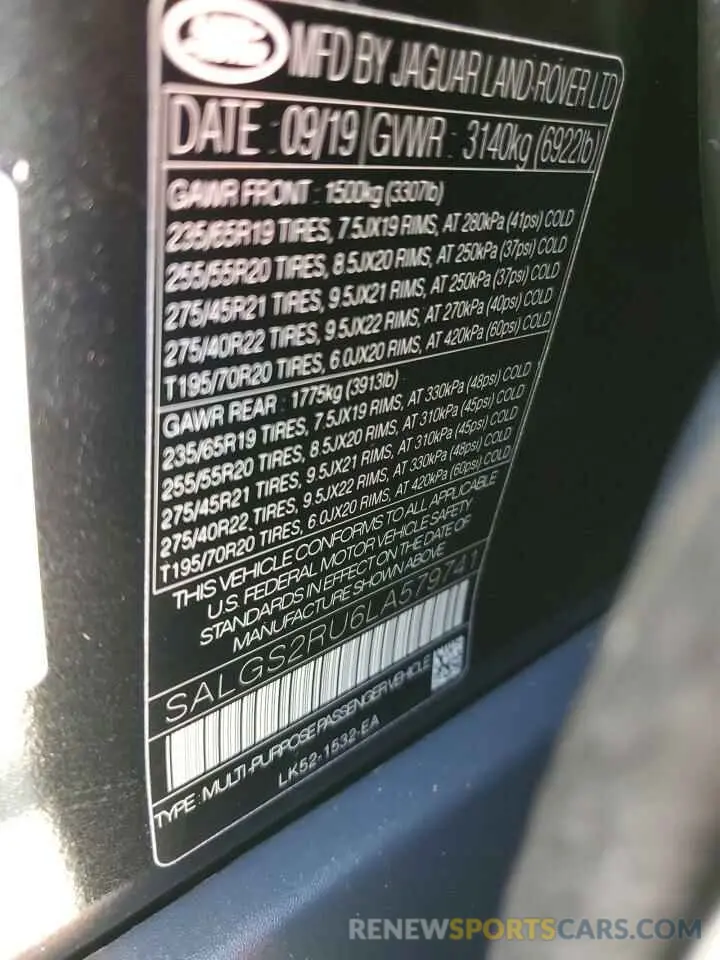 MFD BY JAGUAR LAND-ROVER LTD
DATE : 09/19 GVWR : 3140kg (6922lb)
GAWR FRONT : 1500kg (3307lb)
235/65R19 TIRES, 7.5JX19 RIMS, AT 280kPa (41psi) COLD
255/55R20 TIRES, 8.5JX20 RIMS, AT 250kPa (37psi) COLD
275/45R21 TIRES, 9.5JX21 RIMS, AT 250kPa (37psi) COLD
275/40R22 TIRES, 9.5JX22 RIMS, AT 270kPa (40psi) COLD
T195/70R20 TIRES, 6.0JX20 RIMS, AT 420kPa (60psi) COLD
GAWR REAR : 1775kg (3913lb)
235/65R19 TIRES, 7.5JX19 RIMS, AT 330kPa (48psi) COLD
255/55R20 TIRES, 8.5JX20 RIMS, AT 310kPa (45psi) COLD
275/45R21 TIRES, 9.5JX21 RIMS, AT 310kPa (45psi) COLD
275/40R22 TIRES, 9.5JX22 RIMS, AT 330kPa (48psi) COLD
T195/70R20 TIRES, 6.0JX20 RIMS, AT 420kPa (60psi) COLD
THIS VEHICLE CONFORMS TO ALL APPLICABLE
U.S. FEDERAL MOTOR VEHICLE SAFETY
STANDARDS IN EFFECT ON THE DATE OF
MANUFACTURE SHOWN ABOVE
SALGS2RU6LA579741
TYPE : MULTI-PURPOSE PASSENGER VEHICLE
LK52-1532-EA
RENEWSPORTSCARS.COM